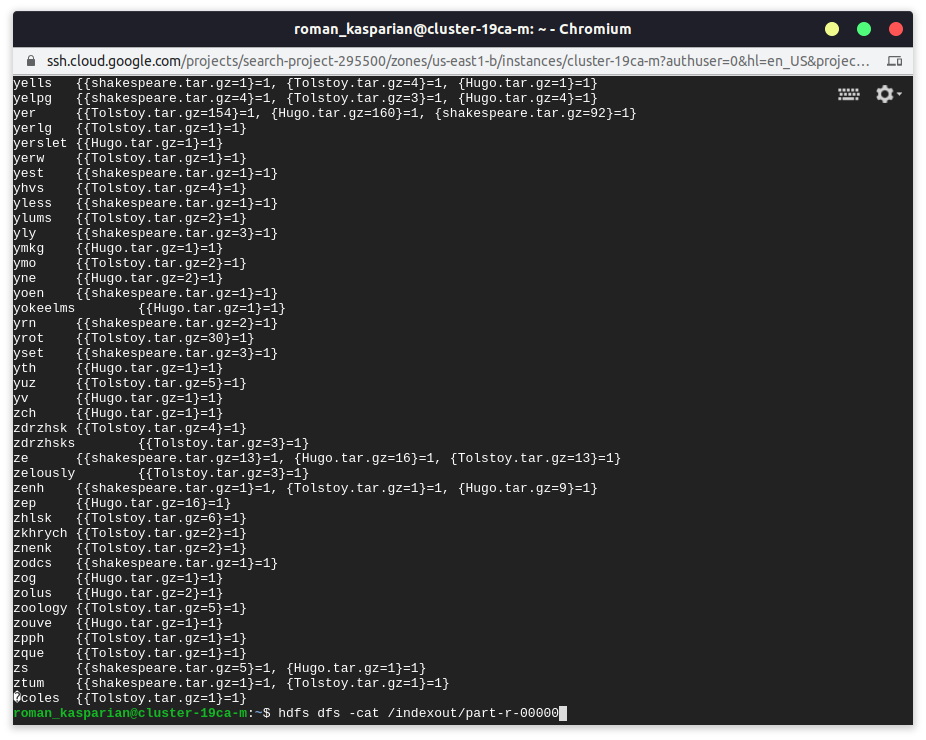 roman_kasparian@cluster-19ca-m: ~ - Chromium
ssh.cloud.google.com/projects/search-project-295500/zones/us-east1-b/instances/cluster-19ca-m?authuser=0&hl=en_US&projec...
yells {{shakespeare.tar.gz=1}=1, {Tolstoy.tar.gz=4}=1, {Hugo.tar.gz=1}=1}
yelpg {{shakespeare.tar.gz=4}=1, {Tolstoy.tar.gz=3}=1, {Hugo.tar.gz=4}=1}
yer {{Tolstoy.tar.gz=154}=1, {Hugo.tar.gz=160}=1, {shakespeare.tar.gz=92}=1}
yerlg {{Tolstoy.tar.gz=1}=1}
yerslet {{Hugo.tar.gz=1}=1}
yerw {{Tolstoy.tar.gz=1}=1}
yest {{shakespeare.tar.gz=1}=1}
yhvs {{Tolstoy.tar.gz=4}=1}
yless {{shakespeare.tar.gz=1}=1}
ylums {{Tolstoy.tar.gz=2}=1}
yly {{shakespeare.tar.gz=3}=1}
ymkg {{Hugo.tar.gz=1}=1}
ymo {{Tolstoy.tar.gz=2}=1}
yne {{Hugo.tar.gz=2}=1}
yoen {{shakespeare.tar.gz=1}=1}
yokeelms {{Hugo.tar.gz=1}=1}
yrn {{shakespeare.tar.gz=2}=1}
yrot {{Tolstoy.tar.gz=30}=1}
yset {{shakespeare.tar.gz=3}=1}
yth {{Hugo.tar.gz=1}=1}
yuz {{Tolstoy.tar.gz=5}=1}
yv {{Hugo.tar.gz=1}=1}
zch {{Hugo.tar.gz=1}=1}
zdrzhsk {{Tolstoy.tar.gz=4}=1}
zdrzhsks {{Tolstoy.tar.gz=3}=1}
ze {{shakespeare.tar.gz=13}=1, {Hugo.tar.gz=16}=1, {Tolstoy.tar.gz=13}=1}
zelously {{Tolstoy.tar.gz=3}=1}
zenh {{shakespeare.tar.gz=1}=1, {Tolstoy.tar.gz=1}=1, {Hugo.tar.gz=9}=1}
zep {{Hugo.tar.gz=16}=1}
zhlsk {{Tolstoy.tar.gz=6}=1}
zkhrych {{Tolstoy.tar.gz=2}=1}
znenk {{Tolstoy.tar.gz=2}=1}
zodcs {{shakespeare.tar.gz=1}=1}
zog {{Hugo.tar.gz=1}=1}
zolus {{Hugo.tar.gz=2}=1}
zoology {{Tolstoy.tar.gz=5}=1}
zouve {{Hugo.tar.gz=1}=1}
zpph {{Tolstoy.tar.gz=1}=1}
zque {{Tolstoy.tar.gz=1}=1}
zs {{shakespeare.tar.gz=5}=1, {Hugo.tar.gz=1}=1}
ztum {{shakespeare.tar.gz=1}=1, {Tolstoy.tar.gz=1}=1}
�coles {{Tolstoy.tar.gz=1}=1}
roman_kasparian@cluster-19ca-m:~$ hdfs dfs -cat /indexout/part-r-00000